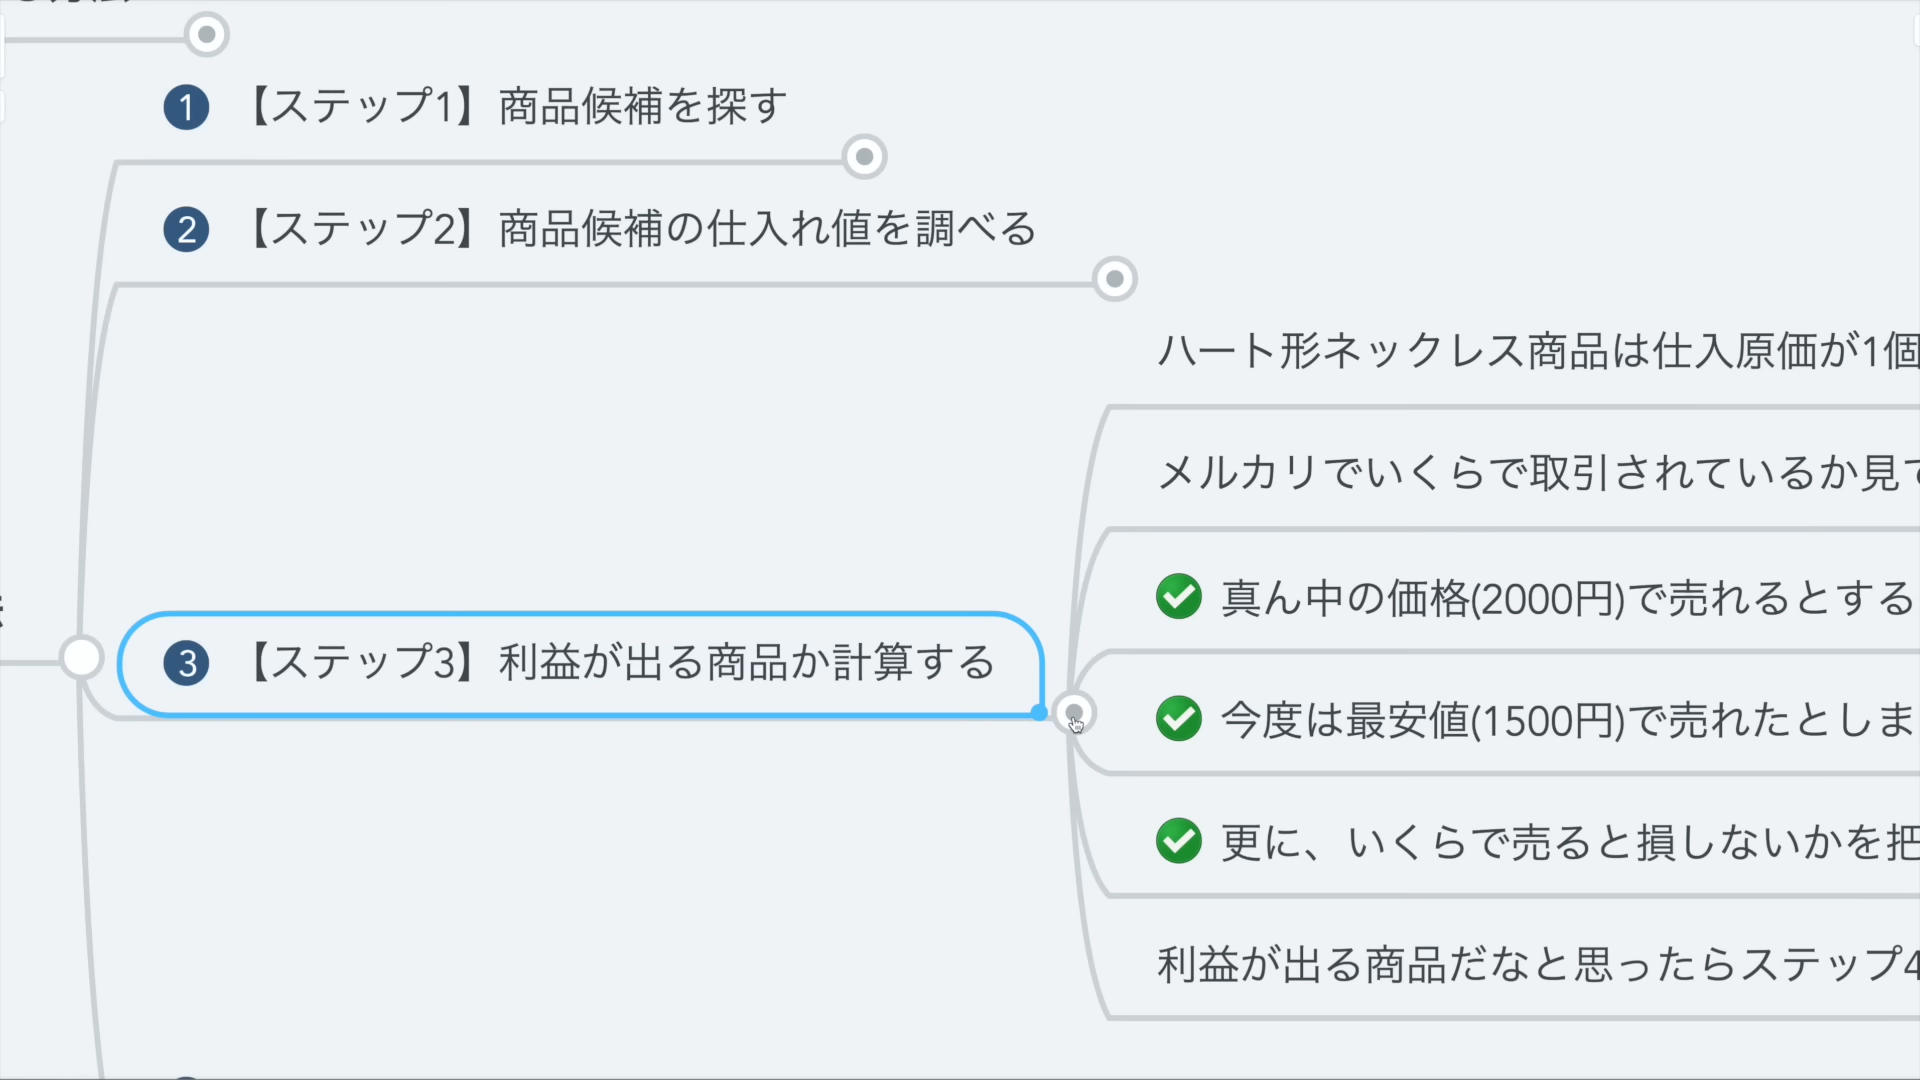 1 【ステップ1】商品候補を探す
2 【ステップ2】商品候補の仕入れ値を調べる
3 【ステップ3】利益が出る商品か計算する
ハート形ネックレス商品は仕入原価が1個
メルカリでいくらで取引されているか見て
真ん中の価格(2000円)で売れるとする
今度は最安値(1500円)で売れたとしま
更に、いくらで売ると損しないかを把
利益が出る商品だなと思ったらステップ4